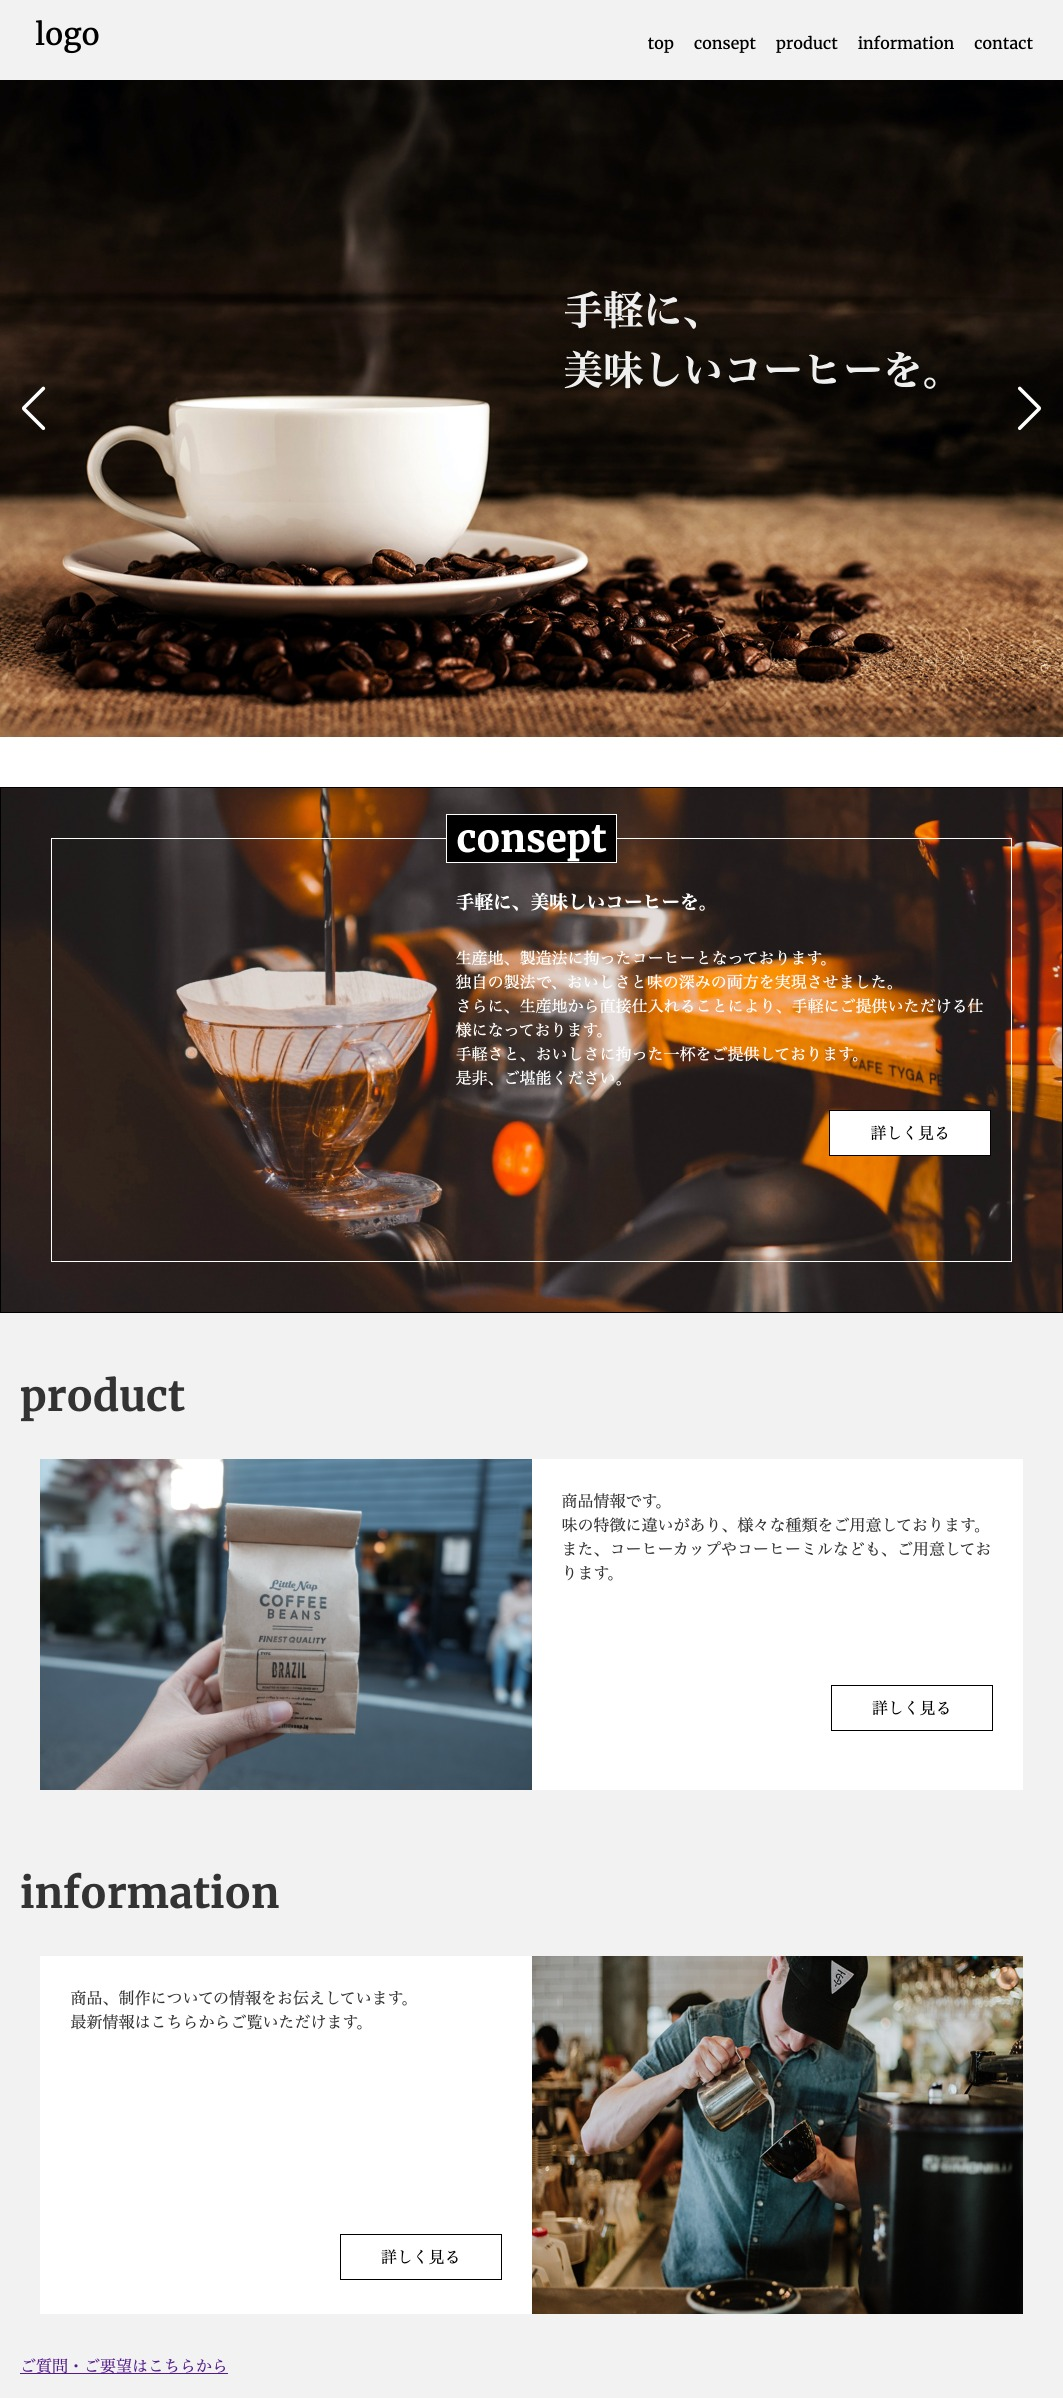 logo
top consept product information contact
手軽に、
美味しいコーヒーを。
consept
手軽に、美味しいコーヒーを。
生産地、製造法に拘ったコーヒーとなっております。
独自の製法で、おいしさと味の深みの両方を実現させました。
さらに、生産地から直接仕入れることにより、手軽にご提供いただける仕
様になっております。
手軽さと、おいしさに拘った一杯をご提供しております。
是非、ご堪能ください。
CAFE TYGA
詳しく見る
product
Little Nap
COFFEE
BEANS
FINEST QUALITY
BRAZIL
商品情報です。
味の特徴に違いがあり、様々な種類をご用意しております。
また、コーヒーカップやコーヒーミルなども、ご用意してお
ります。
詳しく見る
information
商品、制作についての情報をお伝えしています。
最新情報はこちらからご覧いただけます。
詳しく見る
ご質問・ご要望はこちらから